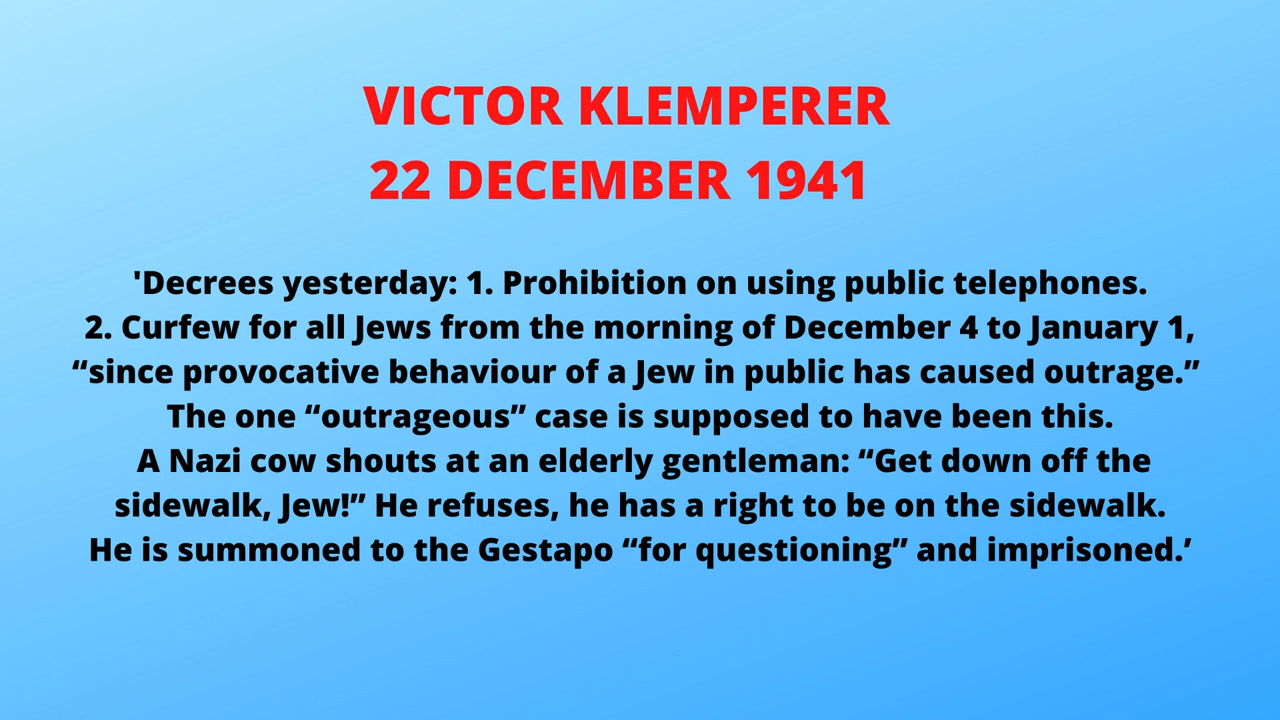 VICTOR KLEMPERER
22 DECEMBER 1941
'Decrees yesterday: 1. Prohibition on using public telephones.
2. Curfew for all Jews from the morning of December 4 to January 1,
“since provocative behaviour of a Jew in public has caused outrage.”
The one “outrageous” case is supposed to have been this.
A Nazi cow shouts at an elderly gentleman: “Get down off the
sidewalk, Jew!” He refuses, he has a right to be on the sidewalk.
He is summoned to the Gestapo “for questioning” and imprisoned.’